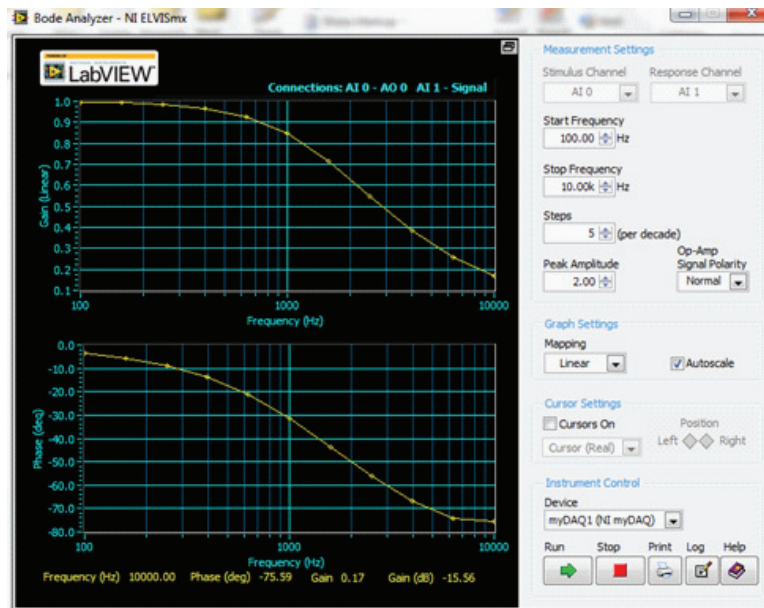 Bode Analyzer - NI ELVISmx
LabVIEW
Connections: AI 0 - AO 0 AI 1 - Signal
1.0
0.9
0.8
0.7
0.6
0.5
0.4
0.3
0.2
0.1
Gain (Linear)
100 1000 10000
Frequency (Hz)
0.0
-10.0
-20.0
-30.0
-40.0
-50.0
-60.0
-70.0
-80.0
Phase (deg)
100 1000 10000
Frequency (Hz)
Frequency (Hz) 10000.00 Phase (deg) -75.59 Gain 0.17 Gain (dB) -15.56
Measurement Settings
Stimulus Channel Response Channel
AI 0 AI 1
Start Frequency
100.00 Hz
Stop Frequency
10.00k Hz
Steps
5 (per decade)
Op-Amp
Peak Amplitude Signal Polarity
2.00 Normal
Graph Settings
Mapping
Linear Autoscale
Cursor Settings
Cursors On Position
Cursor (Real) Left Right
Instrument Control
Device
myDAQ1 (NI myDAQ)
Run Stop Print Log Help